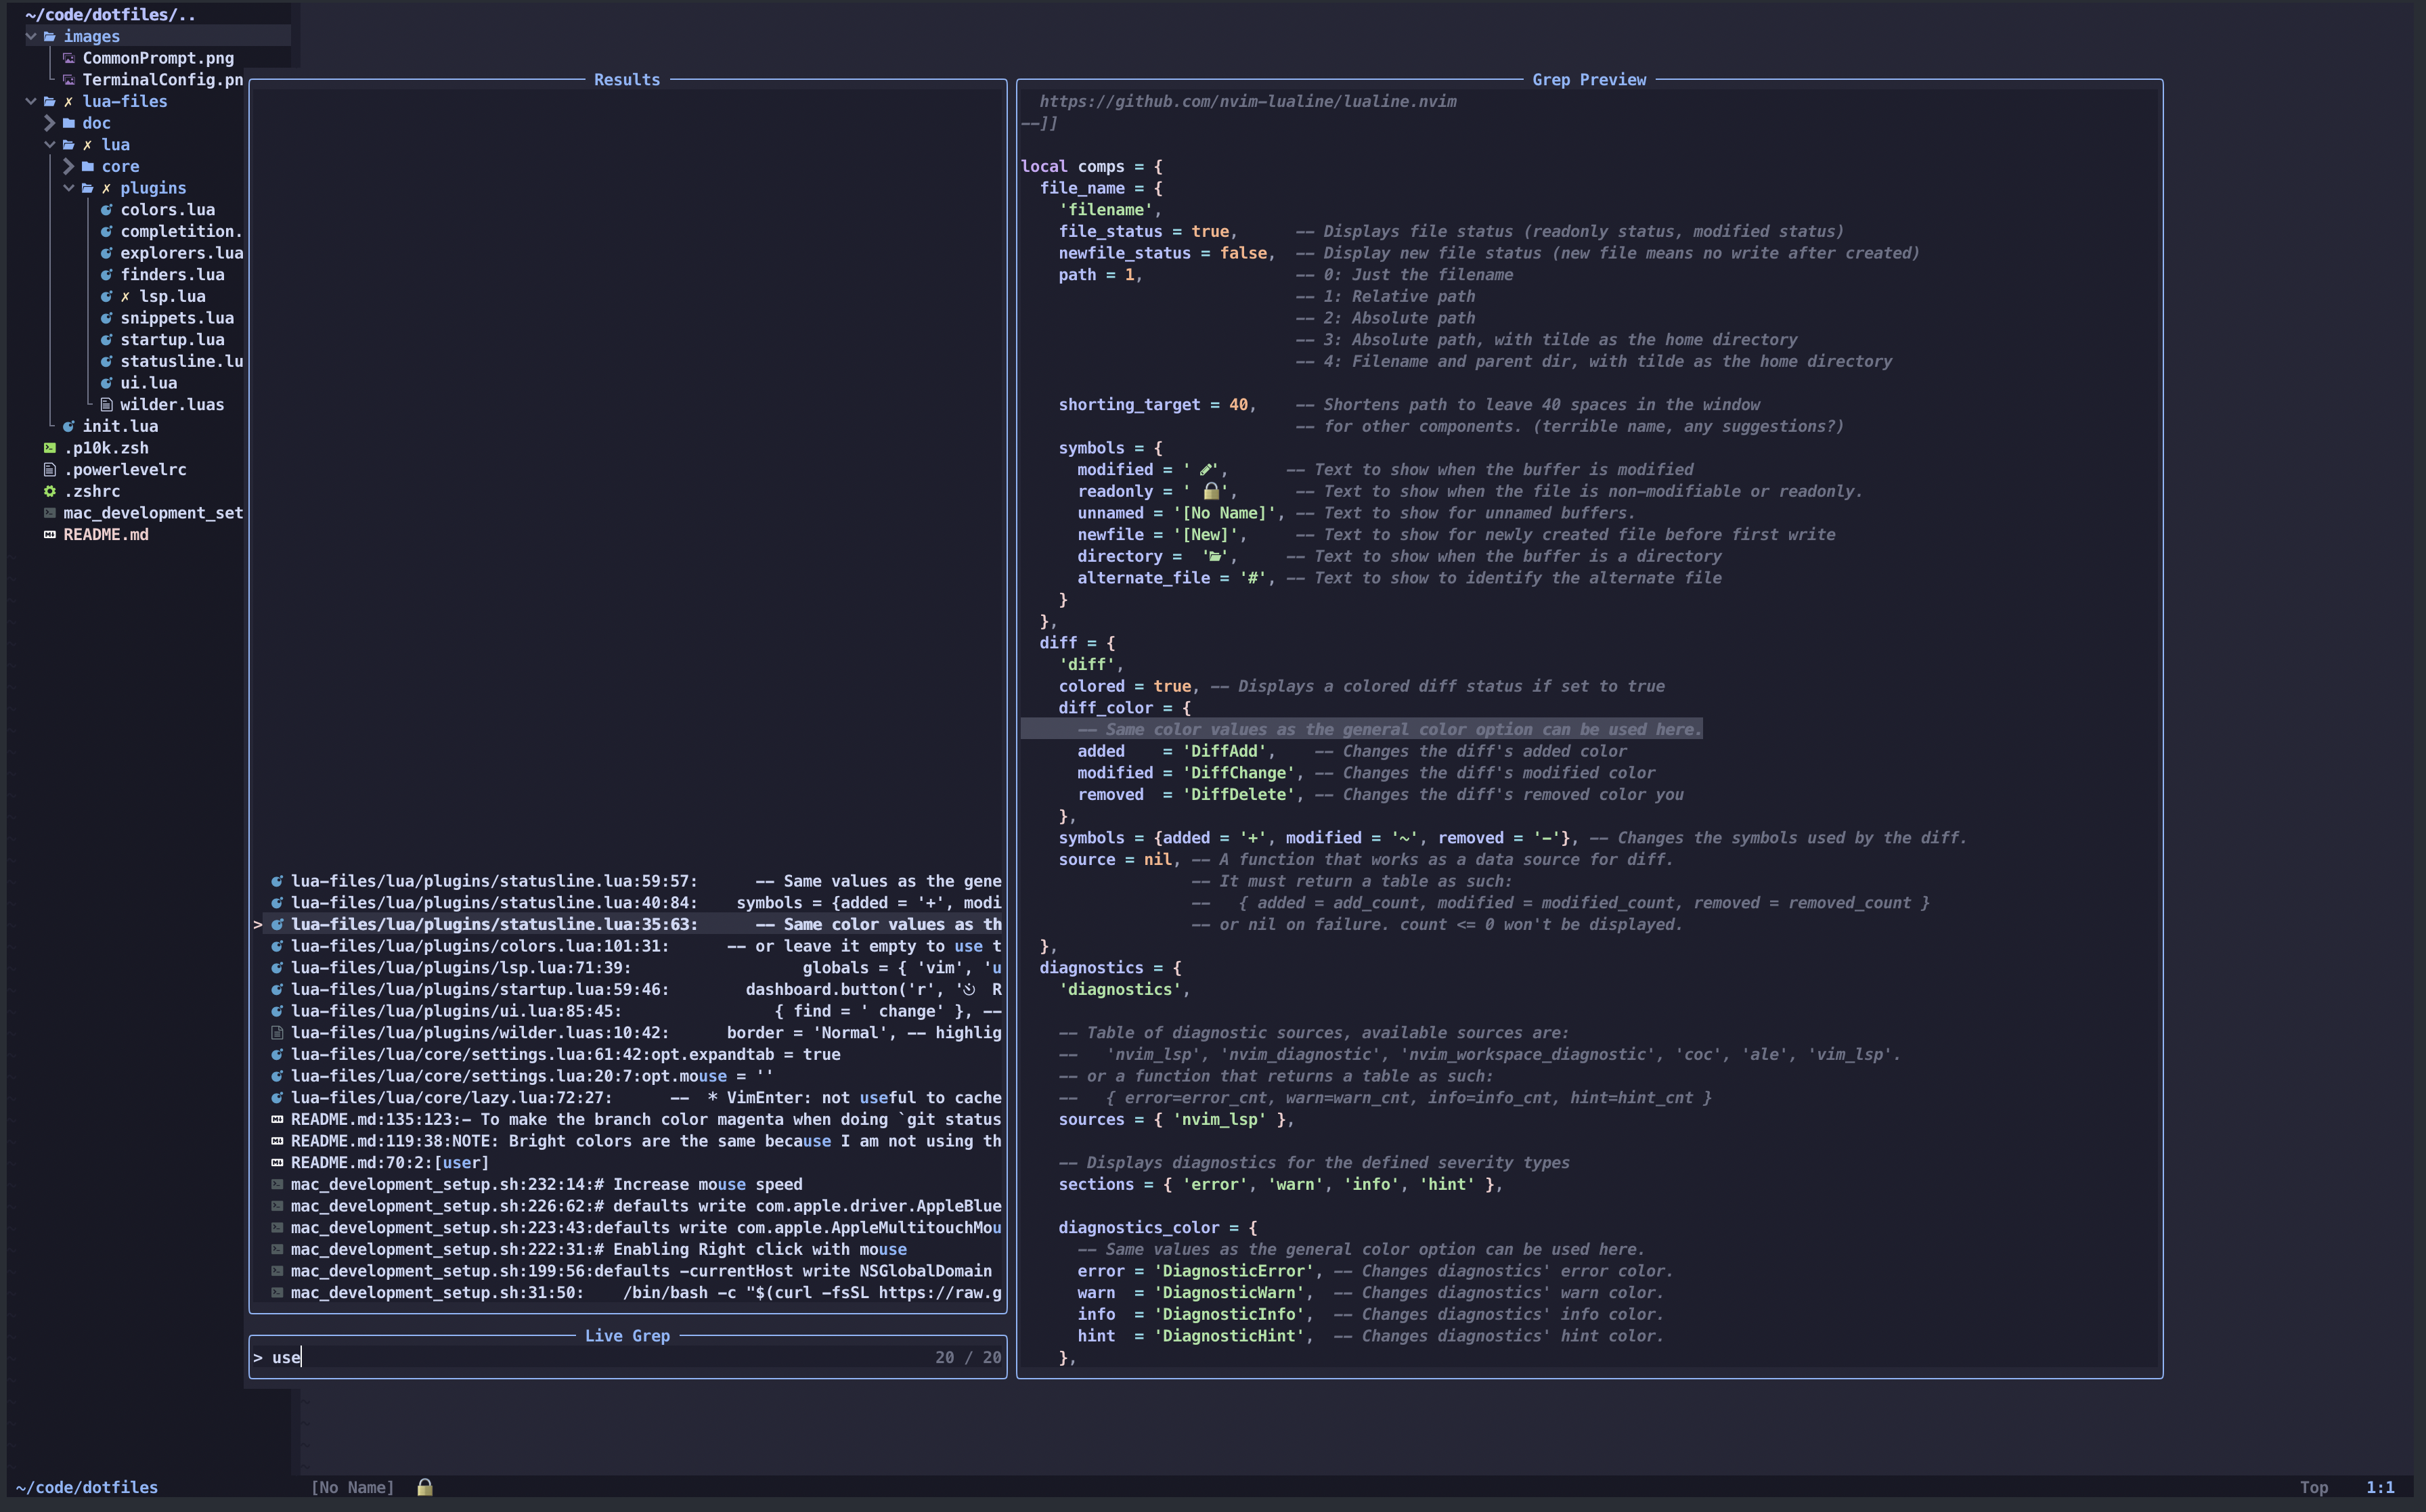 ~/code/dotfiles/..
images
CommonPrompt.png
TerminalConfig.pn
✗ lua-files
doc
✗ lua
core
✗ plugins
colors.lua
completition.
explorers.lua
finders.lua
✗ lsp.lua
snippets.lua
startup.lua
statusline.lu
ui.lua
wilder.luas
init.lua
.p10k.zsh
.powerlevelrc
.zshrc
mac_development_set
README.md
Results
lua-files/lua/plugins/statusline.lua:59:57:      -- Same values as the gene
lua-files/lua/plugins/statusline.lua:40:84:    symbols = {added = '+', modi
> lua-files/lua/plugins/statusline.lua:35:63:      -- Same color values as th
lua-files/lua/plugins/colors.lua:101:31:      -- or leave it empty to use t
lua-files/lua/plugins/lsp.lua:71:39:                  globals = { 'vim', 'u
lua-files/lua/plugins/startup.lua:59:46:        dashboard.button('r', '  R
lua-files/lua/plugins/ui.lua:85:45:                { find = ' change' }, --
lua-files/lua/plugins/wilder.luas:10:42:      border = 'Normal', -- highlig
lua-files/lua/core/settings.lua:61:42:opt.expandtab = true
lua-files/lua/core/settings.lua:20:7:opt.mouse = ''
lua-files/lua/core/lazy.lua:72:27:      --  * VimEnter: not useful to cache
README.md:135:123:- To make the branch color magenta when doing `git status
README.md:119:38:NOTE: Bright colors are the same because I am not using th
README.md:70:2:[user]
mac_development_setup.sh:232:14:# Increase mouse speed
mac_development_setup.sh:226:62:# defaults write com.apple.driver.AppleBlue
mac_development_setup.sh:223:43:defaults write com.apple.AppleMultitouchMou
mac_development_setup.sh:222:31:# Enabling Right click with mouse
mac_development_setup.sh:199:56:defaults -currentHost write NSGlobalDomain
mac_development_setup.sh:31:50:    /bin/bash -c "$(curl -fsSL https://raw.g
Live Grep
> use 20 / 20
Grep Preview
  https://github.com/nvim-lualine/lualine.nvim
--]]
local comps = {
  file_name = {
    'filename',
    file_status = true,      -- Displays file status (readonly status, modified status)
    newfile_status = false,  -- Display new file status (new file means no write after created)
    path = 1,                -- 0: Just the filename
                             -- 1: Relative path
                             -- 2: Absolute path
                             -- 3: Absolute path, with tilde as the home directory
                             -- 4: Filename and parent dir, with tilde as the home directory
    shorting_target = 40,    -- Shortens path to leave 40 spaces in the window
                             -- for other components. (terrible name, any suggestions?)
    symbols = {
      modified = ' ',      -- Text to show when the buffer is modified
      readonly = ' 🔒',      -- Text to show when the file is non-modifiable or readonly.
      unnamed = '[No Name]', -- Text to show for unnamed buffers.
      newfile = '[New]',     -- Text to show for newly created file before first write
      directory =  '',     -- Text to show when the buffer is a directory
      alternate_file = '#', -- Text to show to identify the alternate file
    }
  },
  diff = {
    'diff',
    colored = true, -- Displays a colored diff status if set to true
    diff_color = {
      -- Same color values as the general color option can be used here.
      added    = 'DiffAdd',    -- Changes the diff's added color
      modified = 'DiffChange', -- Changes the diff's modified color
      removed  = 'DiffDelete', -- Changes the diff's removed color you
    },
    symbols = {added = '+', modified = '~', removed = '-'}, -- Changes the symbols used by the diff.
    source = nil, -- A function that works as a data source for diff.
                  -- It must return a table as such:
                  --   { added = add_count, modified = modified_count, removed = removed_count }
                  -- or nil on failure. count <= 0 won't be displayed.
  },
  diagnostics = {
    'diagnostics',
    -- Table of diagnostic sources, available sources are:
    --   'nvim_lsp', 'nvim_diagnostic', 'nvim_workspace_diagnostic', 'coc', 'ale', 'vim_lsp'.
    -- or a function that returns a table as such:
    --   { error=error_cnt, warn=warn_cnt, info=info_cnt, hint=hint_cnt }
    sources = { 'nvim_lsp' },
    -- Displays diagnostics for the defined severity types
    sections = { 'error', 'warn', 'info', 'hint' },
    diagnostics_color = {
      -- Same values as the general color option can be used here.
      error = 'DiagnosticError', -- Changes diagnostics' error color.
      warn  = 'DiagnosticWarn',  -- Changes diagnostics' warn color.
      info  = 'DiagnosticInfo',  -- Changes diagnostics' info color.
      hint  = 'DiagnosticHint',  -- Changes diagnostics' hint color.
    },
~/code/dotfiles [No Name] 🔒 Top 1:1